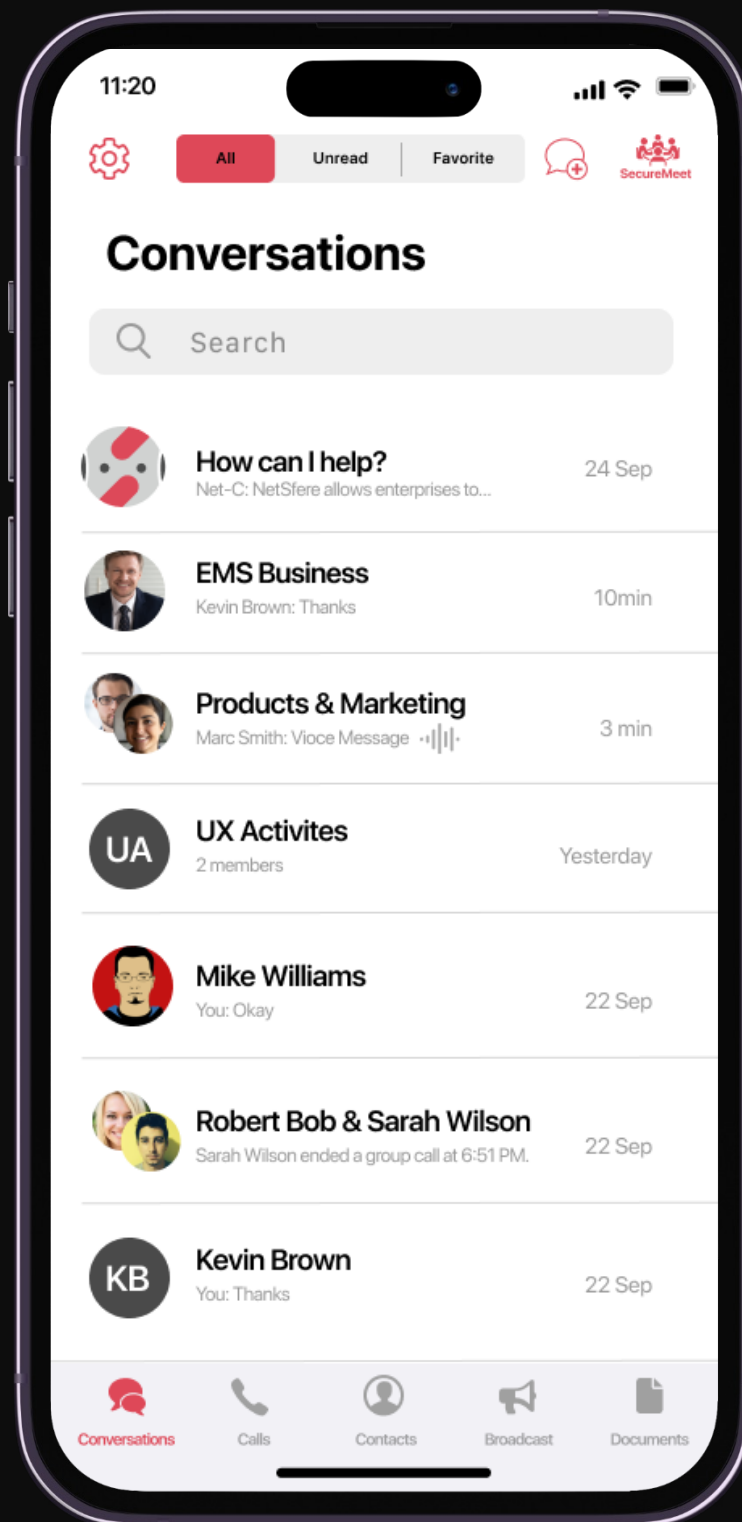 11:20
All Unread Favorite
SecureMeet
Conversations
Search
How can I help?
24 Sep
Net-C: NetSfere allows enterprises to...
EMS Business
10min
Kevin Brown: Thanks
Products & Marketing
3 min
Marc Smith: Vioce Message
UA
UX Activites
Yesterday
2 members
Mike Williams
22 Sep
You: Okay
Robert Bob & Sarah Wilson
22 Sep
Sarah Wilson ended a group call at 6:51 PM.
KB
Kevin Brown
22 Sep
You: Thanks
Conversations Calls Contacts Broadcast Documents